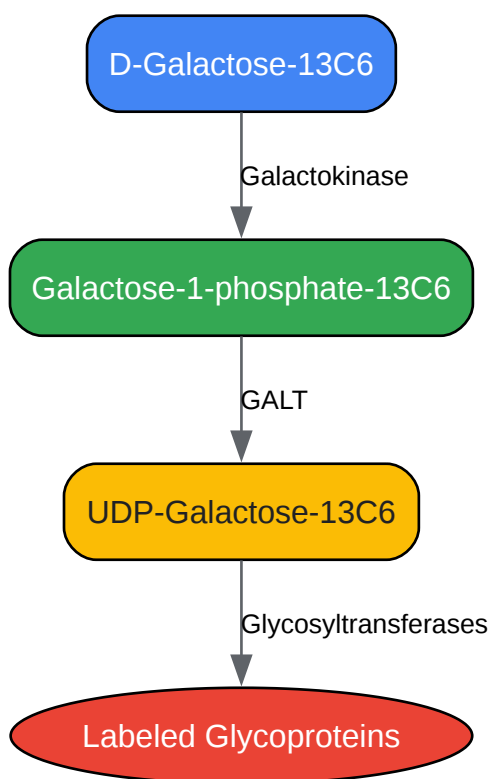 D-Galactose-13C6
Galactokinase
Galactose-1-phosphate-13C6
GALT
UDP-Galactose-13C6
Glycosyltransferases
Labeled Glycoproteins